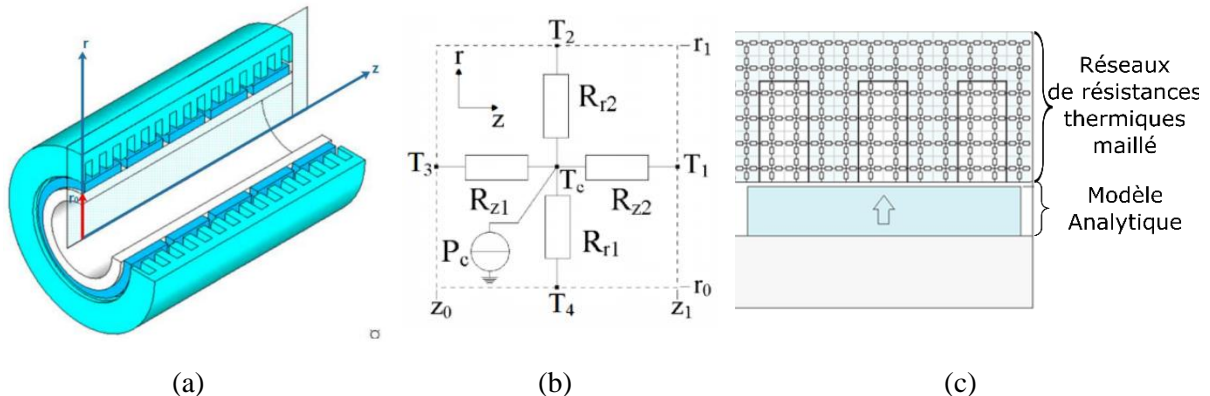 r
z
r₀
T₂
r₁
r
R_r2
z
T₃
T_c
T₁
R_z1
R_z2
P_c
R_r1
r₀
z₀
T₄
z₁
Réseaux
de résistances
thermiques
maillé
Modèle
Analytique
(a)
(b)
(c)